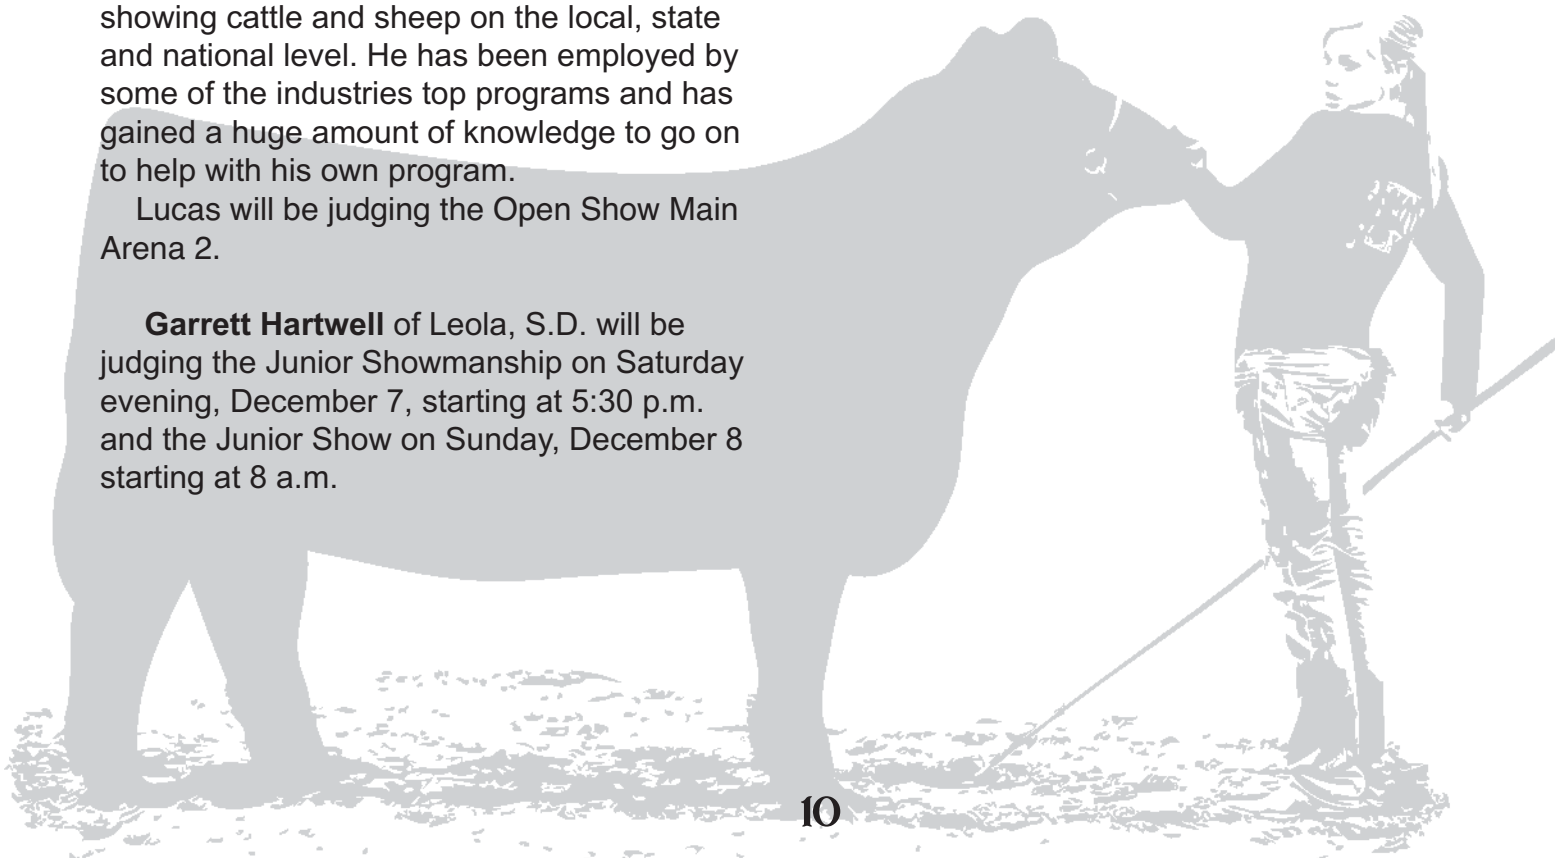 showing cattle and sheep on the local, state
and national level. He has been employed by
some of the industries top programs and has
gained a huge amount of knowledge to go on
to help with his own program.
Lucas will be judging the Open Show Main
Arena 2.
Garrett Hartwell of Leola, S.D. will be
judging the Junior Showmanship on Saturday
evening, December 7, starting at 5:30 p.m.
and the Junior Show on Sunday, December 8
starting at 8 a.m.
10